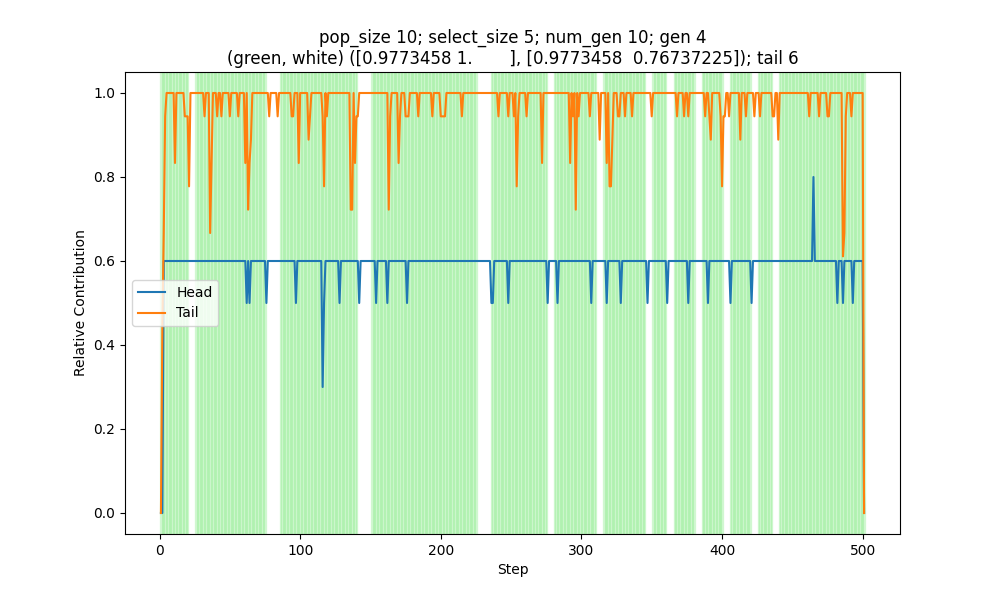 pop_size 10; select_size 5; num_gen 10; gen 4
(green, white) ([0.9773458 1.       ], [0.9773458  0.76737225]); tail 6
1.0
0.8
0.6
0.4
0.2
0.0
Relative Contribution
Head
Tail
0 100 200 300 400 500
Step